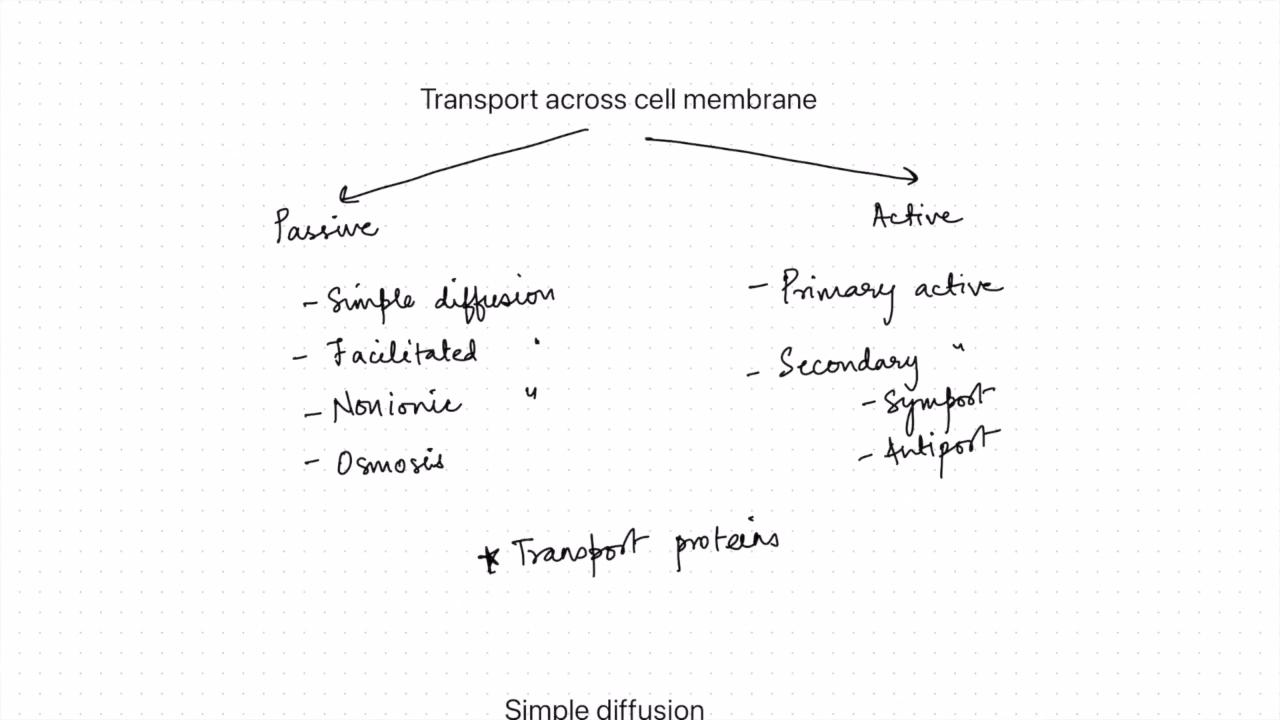 Transport across cell membrane
Passive
- Simple diffusion
- Facilitated "
- Nonionic "
- Osmosis
Active
- Primary active
- Secondary "
- Symport
- Antiport
* Transport proteins
Simple diffusion